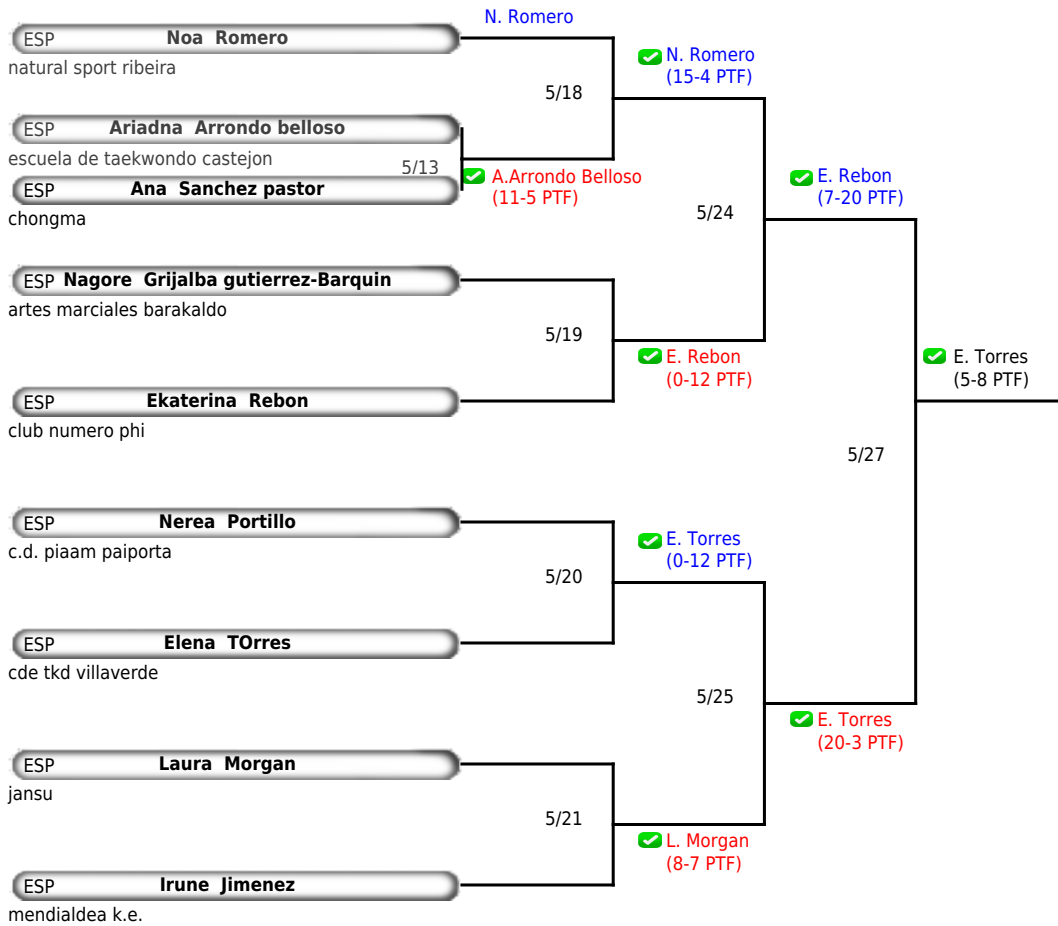 N. Romero
ESP Noa Romero
natural sport ribeira
N. Romero
(15-4 PTF)
5/18
ESP Ariadna Arrondo belloso
escuela de taekwondo castejon
5/13
A.Arrondo Belloso
(11-5 PTF)
ESP Ana Sanchez pastor
chongma
E. Rebon
(7-20 PTF)
5/24
ESP Nagore Grijalba gutierrez-Barquin
artes marciales barakaldo
5/19
E. Rebon
(0-12 PTF)
E. Torres
(5-8 PTF)
ESP Ekaterina Rebon
club numero phi
5/27
ESP Nerea Portillo
c.d. piaam paiporta
E. Torres
(0-12 PTF)
5/20
ESP Elena TOrres
cde tkd villaverde
5/25
E. Torres
(20-3 PTF)
ESP Laura Morgan
jansu
5/21
L. Morgan
(8-7 PTF)
ESP Irune Jimenez
mendialdea k.e.